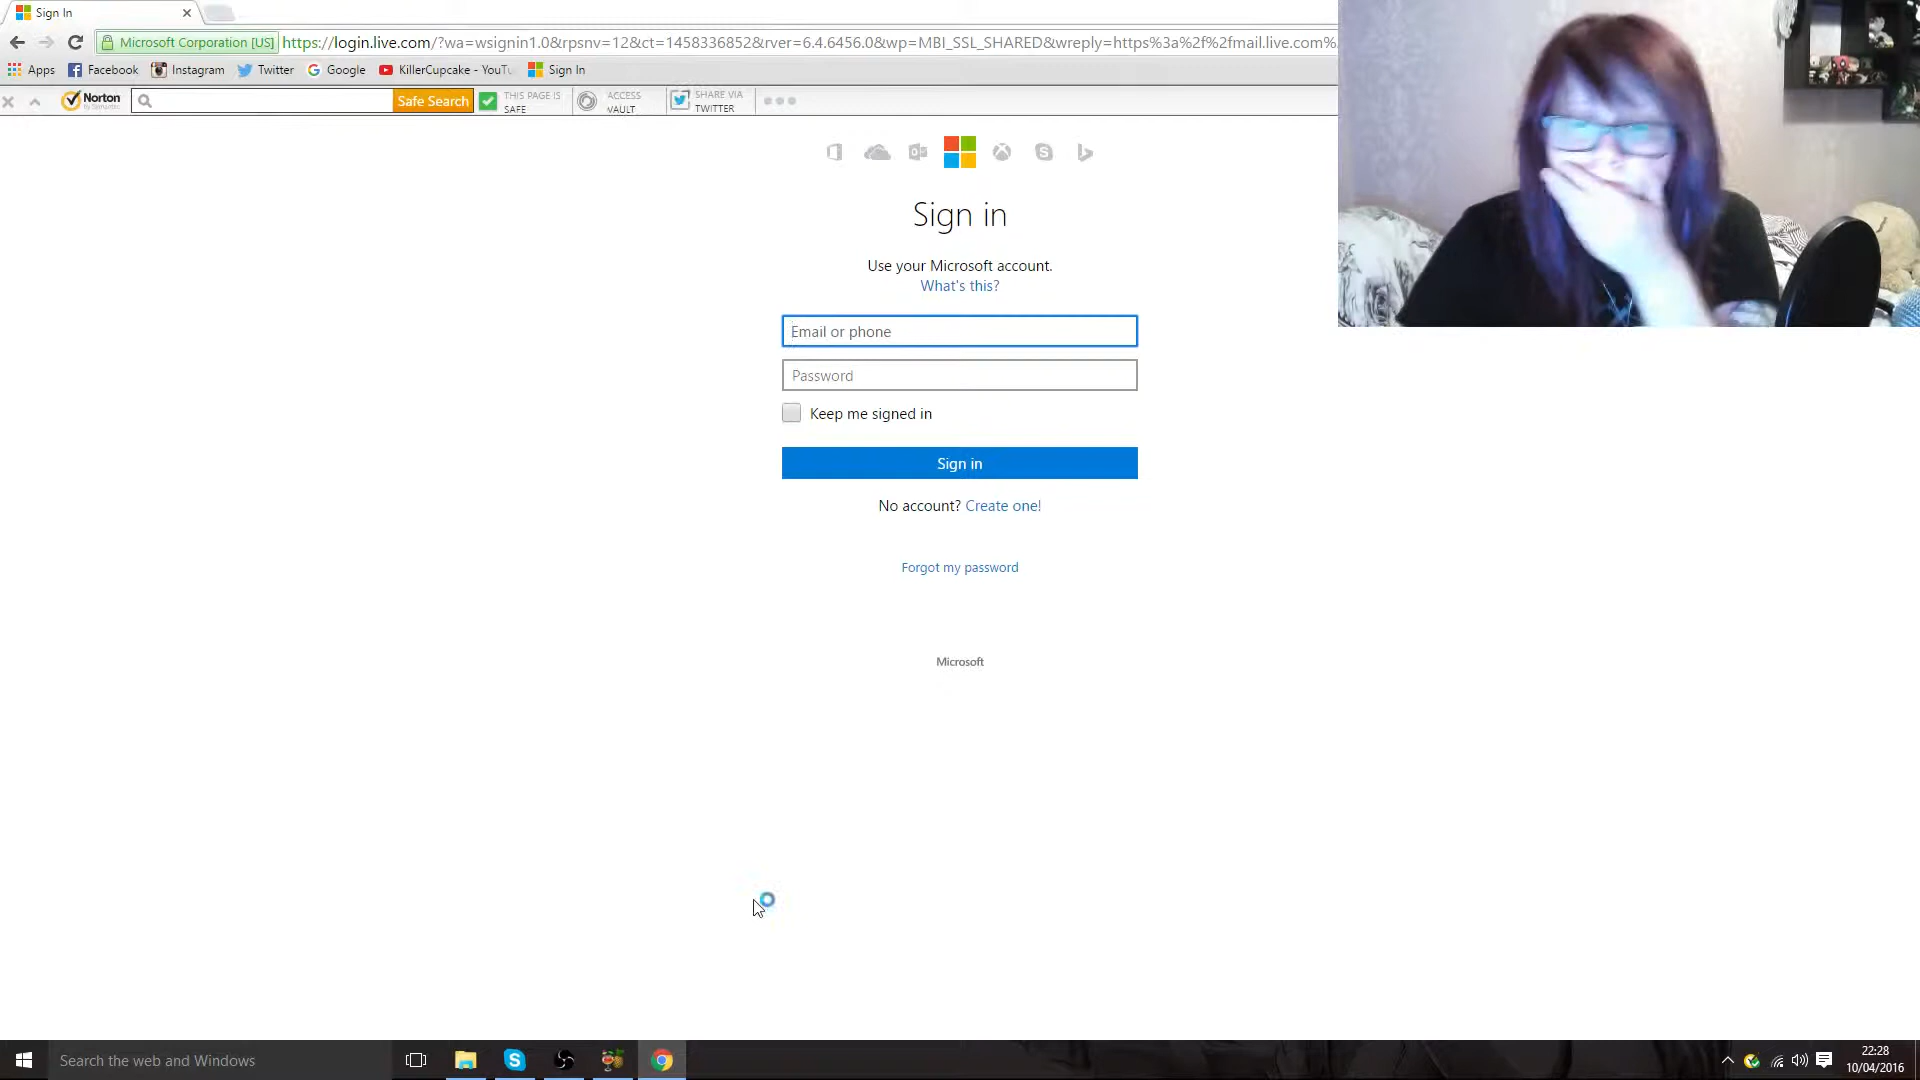 Sign In
Microsoft Corporation [US] https://login.live.com/?wa=wsignin1.0&rpsnv=12&ct=1458336852&rver=6.4.6456.0&wp=MBI_SSL_SHARED&wreply=https%3a%2f%2fmail.live.com%
Apps Facebook Instagram Twitter Google KillerCupcake - YouTu Sign In
Norton by Symantec Safe Search THIS PAGE IS SAFE ACCESS VAULT SHARE VIA TWITTER
Sign in
Use your Microsoft account.
What's this?
Email or phone
Password
Keep me signed in
Sign in
No account? Create one!
Forgot my password
Microsoft
Search the web and Windows
22:28
10/04/2016